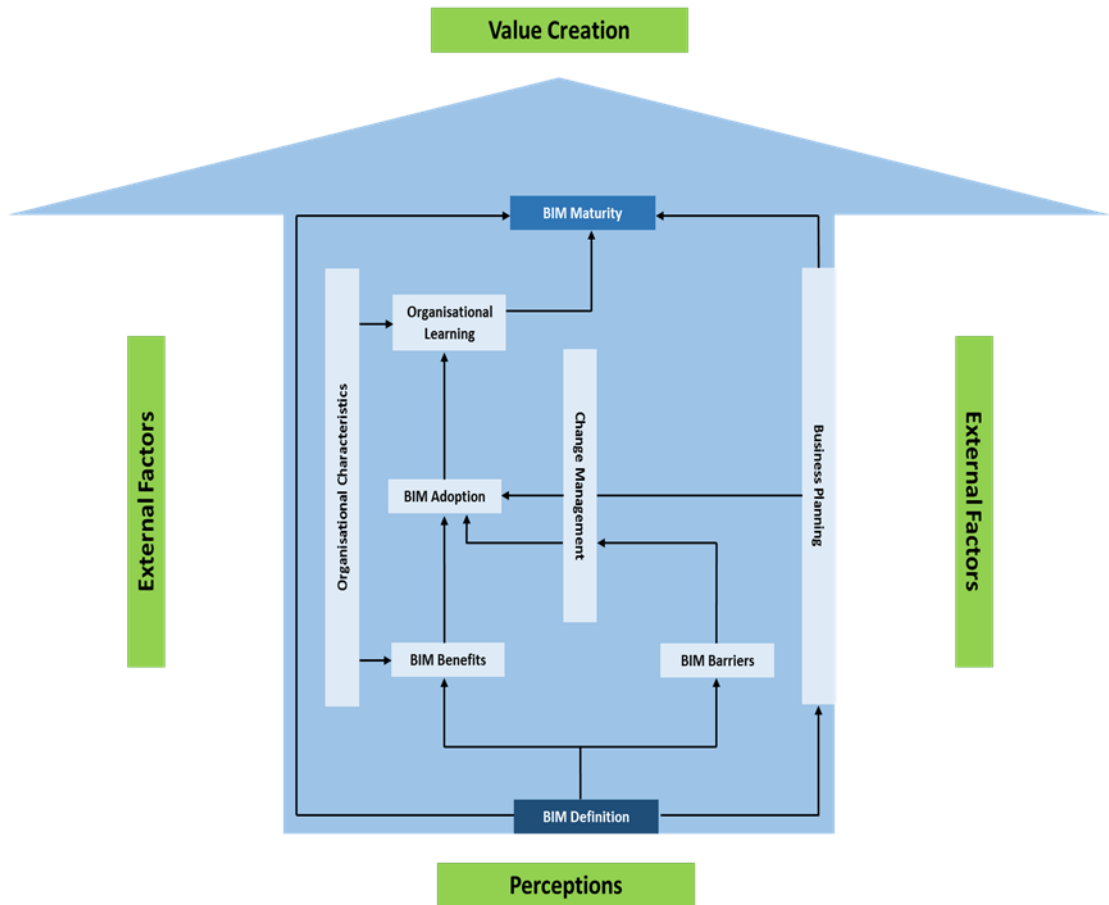 Value Creation
BIM Maturity
Organisational
Learning
Organisational Characteristics
Change Management
Business Planning
External Factors
External Factors
BIM Adoption
BIM Benefits
BIM Barriers
BIM Definition
Perceptions